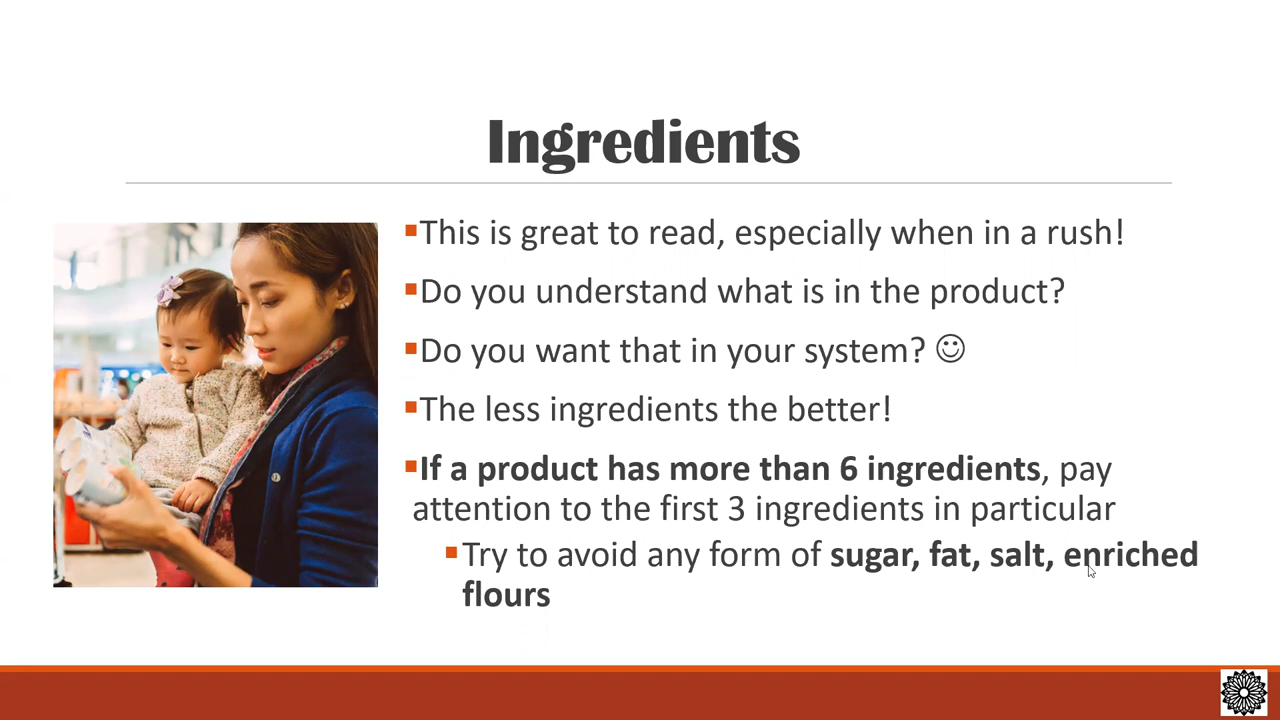 Ingredients
This is great to read, especially when in a rush!
Do you understand what is in the product?
Do you want that in your system? ☺
The less ingredients the better!
If a product has more than 6 ingredients, pay
attention to the first 3 ingredients in particular
Try to avoid any form of sugar, fat, salt, enriched
flours